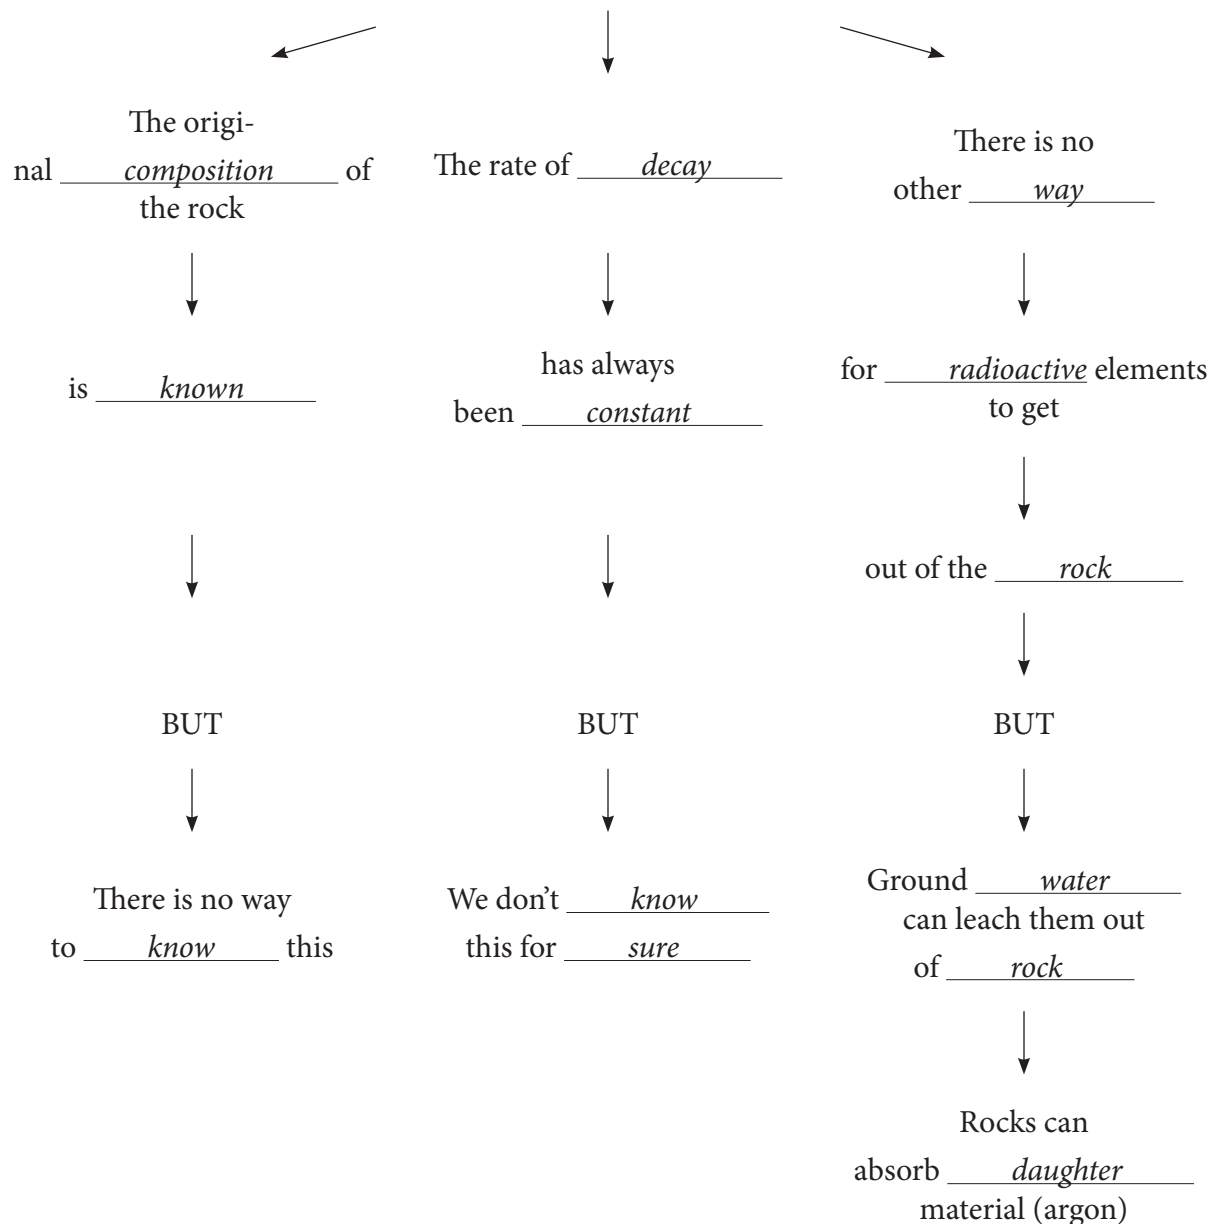 The origi-
nal composition of
the rock
is known
BUT
There is no way
to know this
The rate of decay
has always
been constant
BUT
We don't know
this for sure
There is no
other way
for radioactive elements
to get
out of the rock
BUT
Ground water
can leach them out
of rock
Rocks can
absorb daughter
material (argon)